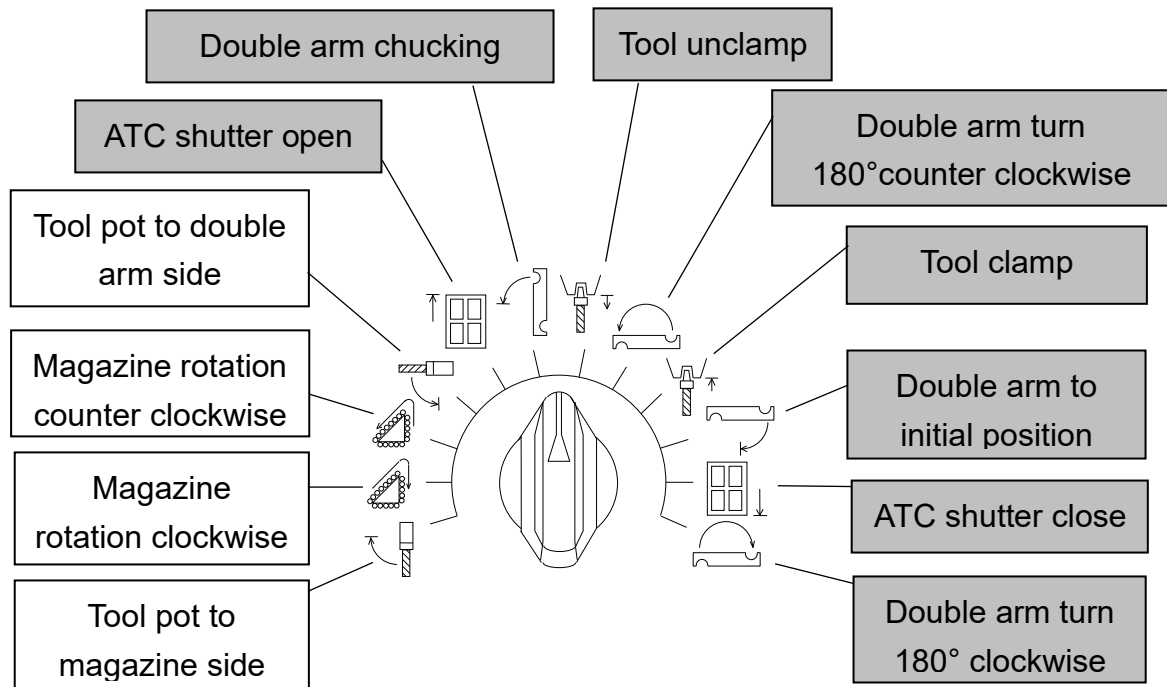 Double arm chucking
Tool unclamp
ATC shutter open
Double arm turn
180°counter clockwise
Tool pot to double
arm side
Tool clamp
Magazine rotation
counter clockwise
Double arm to
initial position
Magazine
rotation clockwise
ATC shutter close
Tool pot to
magazine side
Double arm turn
180° clockwise